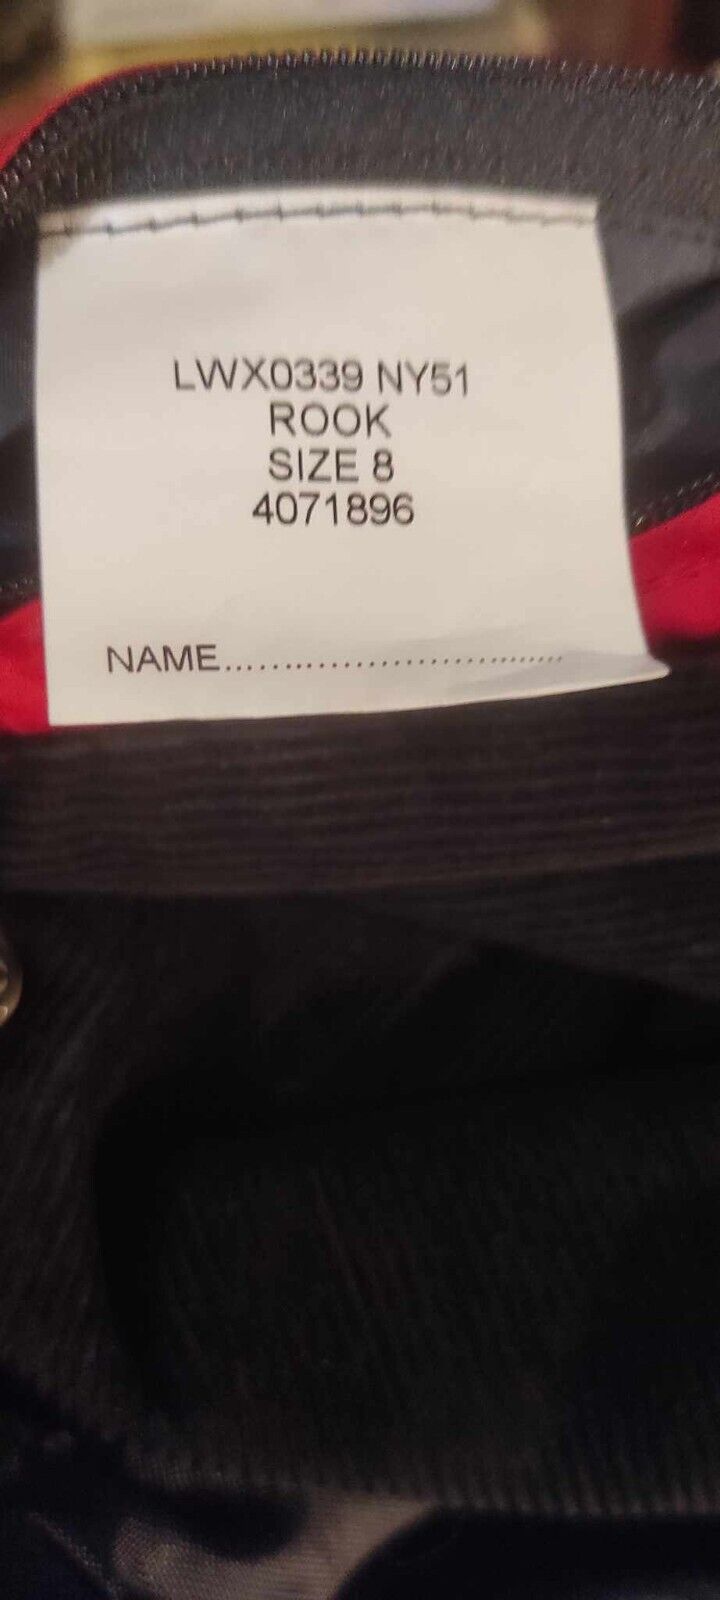 LWX0339 NY51
ROOK
SIZE 8
4071896
NAME..............................................